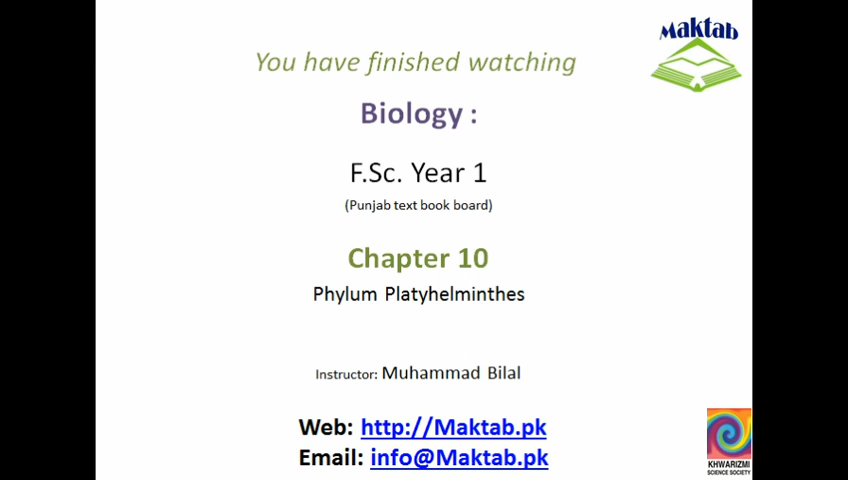 Maktab
You have finished watching
Biology :
F.Sc. Year 1
(Punjab text book board)
Chapter 10
Phylum Platyhelminthes
Instructor: Muhammad Bilal
Web: http://Maktab.pk
Email: info@Maktab.pk
KHWARIZMI
SCIENCE SOCIETY